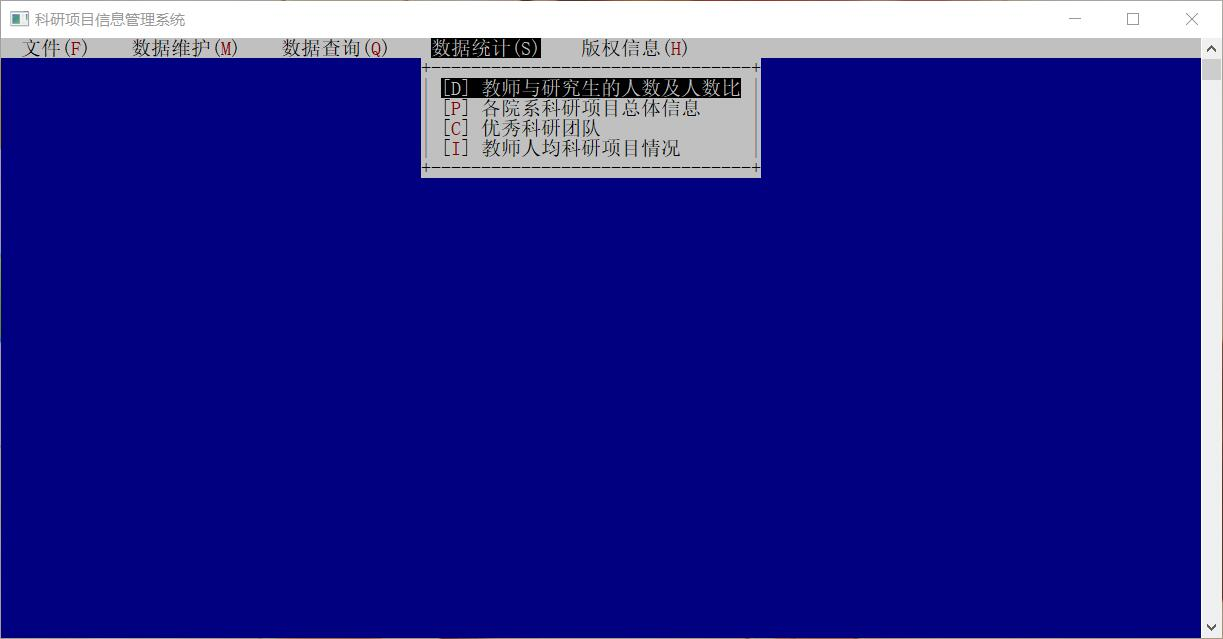 科研项目信息管理系统
文件(F) 数据维护(M) 数据查询(Q) 数据统计(S) 版权信息(H)
[D] 教师与研究生的人数及人数比
[P] 各院系科研项目总体信息
[C] 优秀科研团队
[I] 教师人均科研项目情况